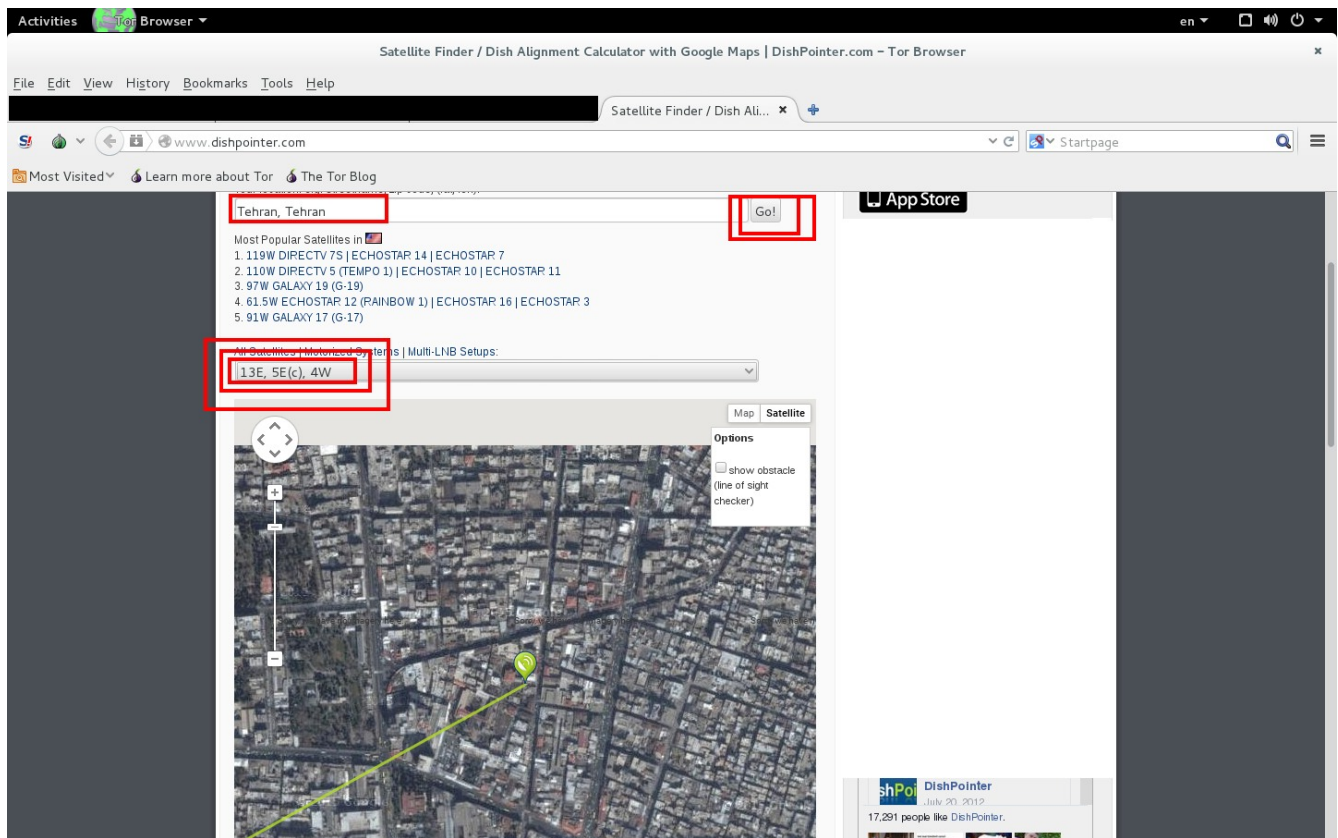 Activities Tor Browser en
Satellite Finder / Dish Alignment Calculator with Google Maps | DishPointer.com – Tor Browser ×
File Edit View History Bookmarks Tools Help
Satellite Finder / Dish Ali... ×
www.dishpointer.com Startpage
Most Visited Learn more about Tor The Tor Blog
App Store
Tehran, Tehran Go!
Most Popular Satellites in
1. 119W DIRECTV 7S | ECHOSTAR 14 | ECHOSTAR 7
2. 110W DIRECTV 5 (TEMPO 1) | ECHOSTAR 10 | ECHOSTAR 11
3. 97W GALAXY 19 (G-19)
4. 61.5W ECHOSTAR 12 (RAINBOW 1) | ECHOSTAR 16 | ECHOSTAR 3
5. 91W GALAXY 17 (G-17)
All Satellites | Motorized Systems | Multi-LNB Setups:
13E, 5E(c), 4W
Map Satellite
Options
show obstacle
(line of sight
checker)
shPoi DishPointer
July 20, 2012
17,291 people like DishPointer.